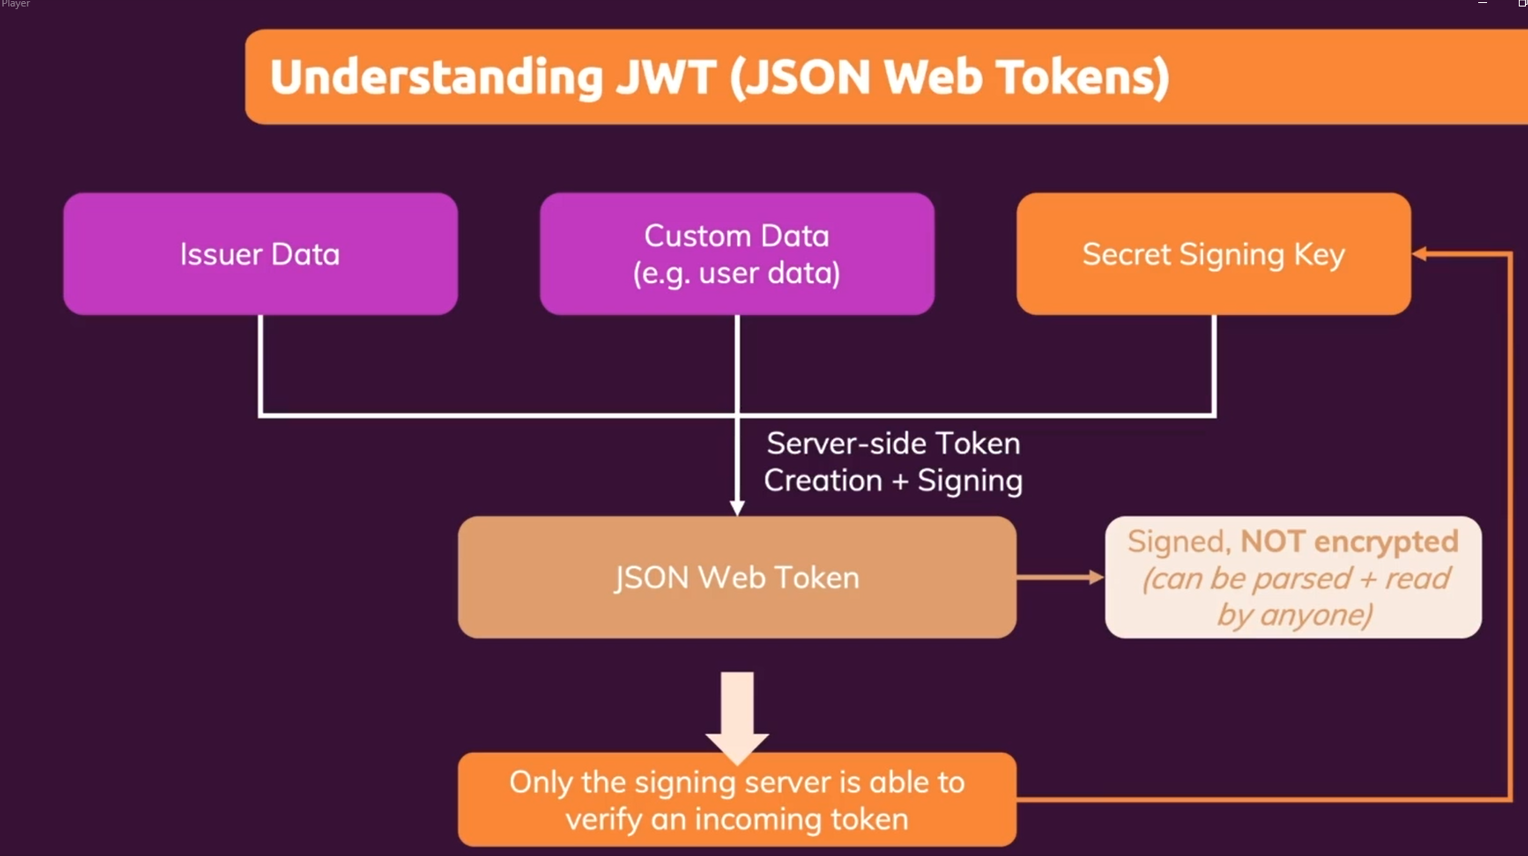 Player
Understanding JWT (JSON Web Tokens)
Issuer Data
Custom Data
(e.g. user data)
Secret Signing Key
Server-side Token
Creation + Signing
JSON Web Token
Signed, NOT encrypted
(can be parsed + read
by anyone)
Only the signing server is able to
verify an incoming token